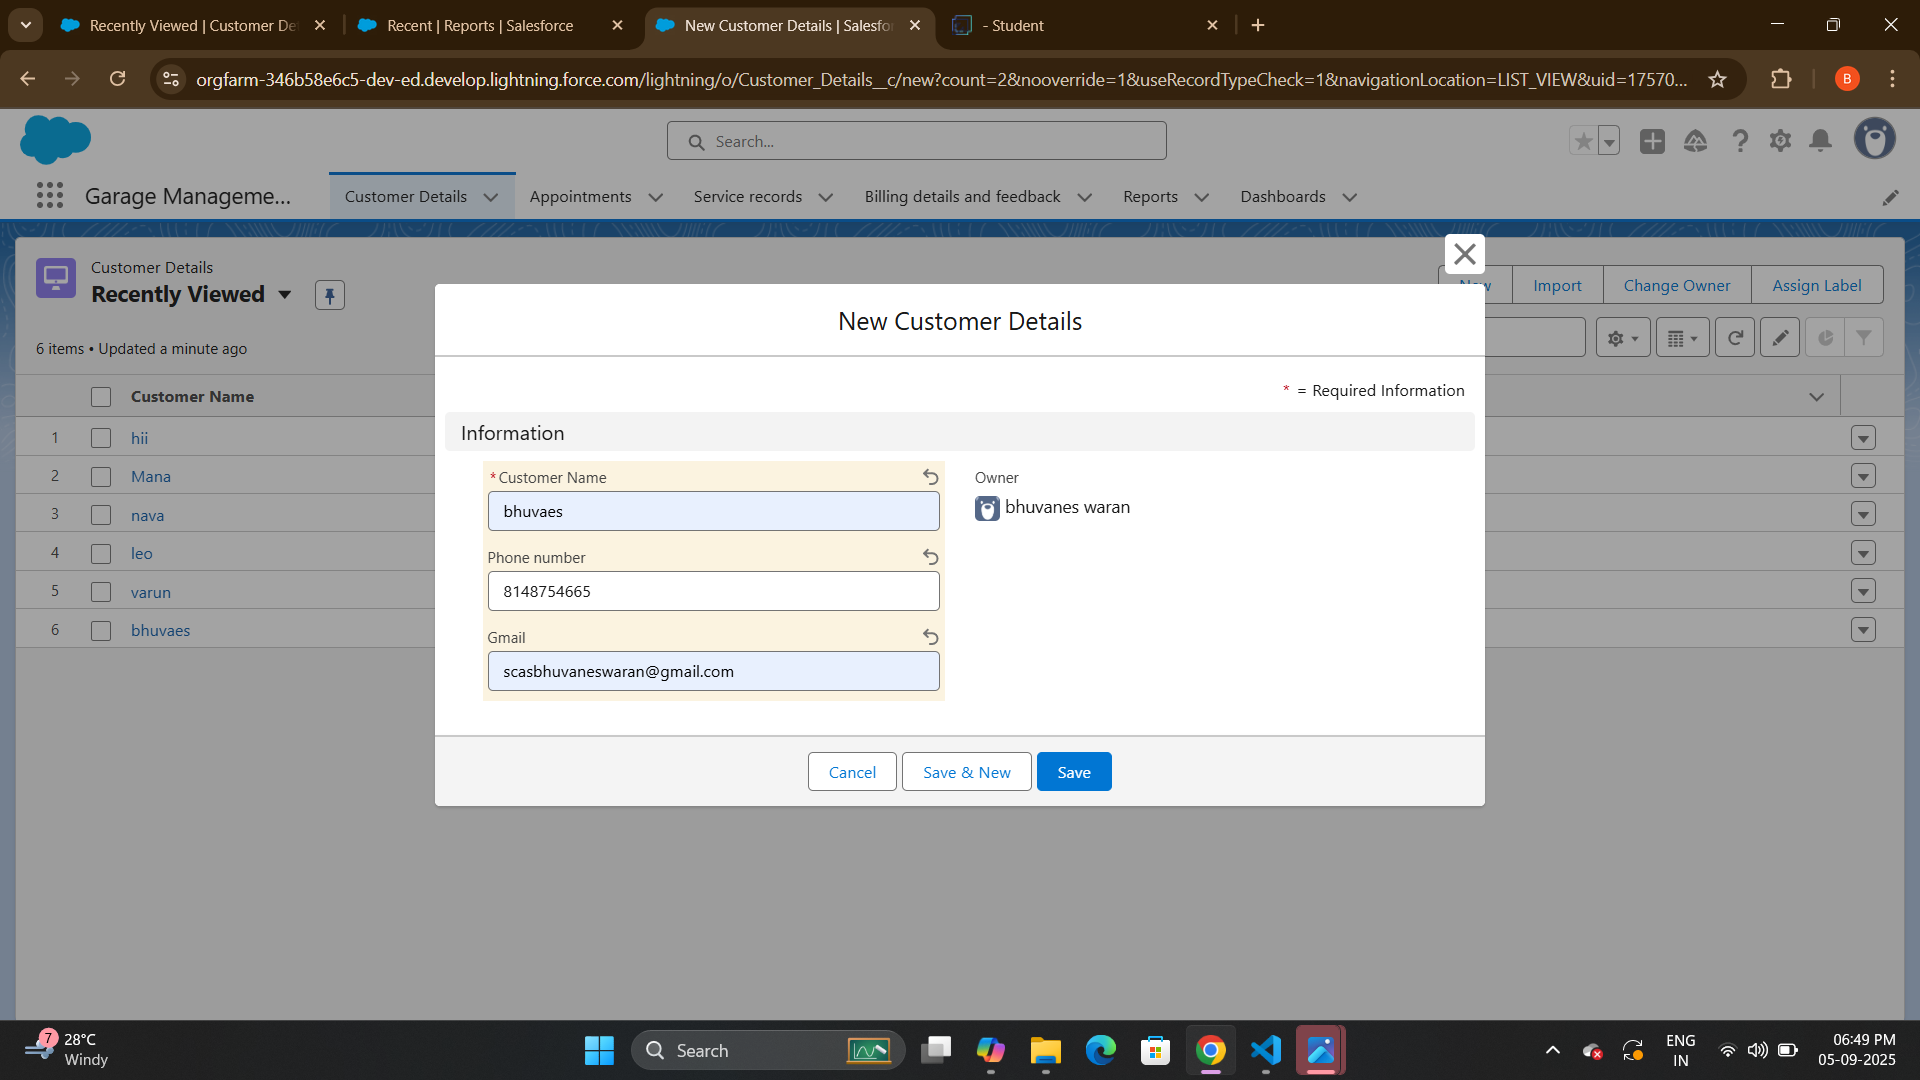 Recently Viewed | Customer De
Recent | Reports | Salesforce
New Customer Details | Salesfo
- Student
orgfarm-346b58e6c5-dev-ed.develop.lightning.force.com/lightning/o/Customer_Details__c/new?count=2&nooverride=1&useRecordTypeCheck=1&navigationLocation=LIST_VIEW&uid=17570...
B
Search...
Garage Manageme...
Customer Details
Appointments
Service records
Billing details and feedback
Reports
Dashboards
Customer Details
Recently Viewed
New
Import
Change Owner
Assign Label
6 items • Updated a minute ago
Customer Name
1 hii
2 Mana
3 nava
4 leo
5 varun
6 bhuvaes
New Customer Details
* = Required Information
Information
*Customer Name
bhuvaes
Owner
bhuvanes waran
Phone number
8148754665
Gmail
scasbhuvaneswaran@gmail.com
Cancel
Save & New
Save
7
28°C
Windy
Search
ENG
IN
06:49 PM
05-09-2025